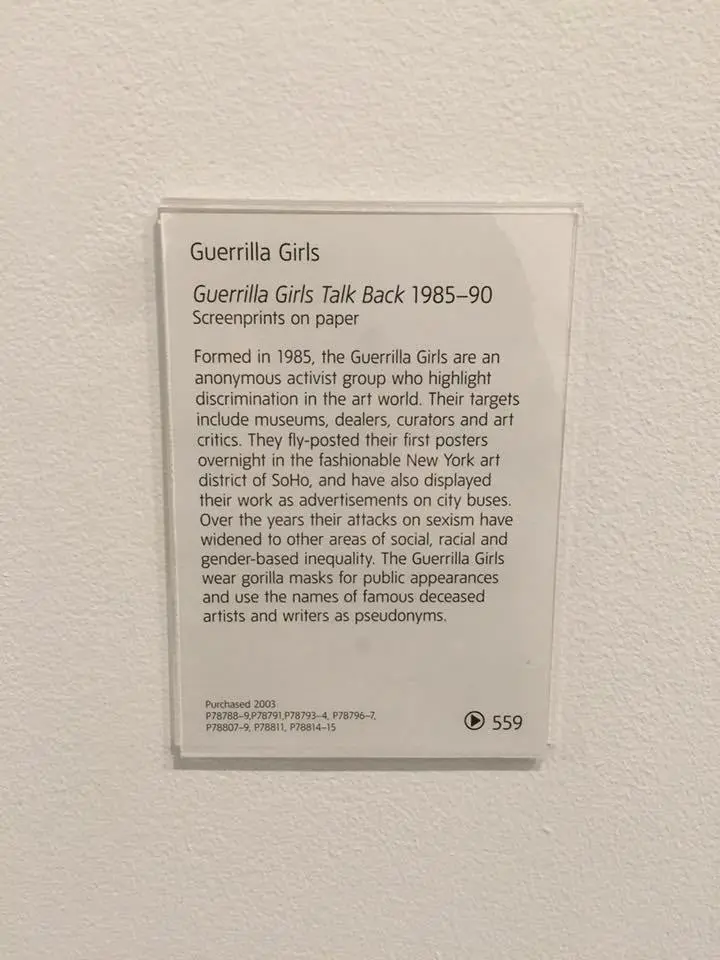 Guerrilla Girls
Guerrilla Girls Talk Back 1985–90
Screenprints on paper
Formed in 1985, the Guerrilla Girls are an
anonymous activist group who highlight
discrimination in the art world. Their targets
include museums, dealers, curators and art
critics. They fly-posted their first posters
overnight in the fashionable New York art
district of SoHo, and have also displayed
their work as advertisements on city buses.
Over the years their attacks on sexism have
widened to other areas of social, racial and
gender-based inequality. The Guerrilla Girls
wear gorilla masks for public appearances
and use the names of famous deceased
artists and writers as pseudonyms.
Purchased 2003
P78788–9,P78791,P78793–4, P78796–7,
P78807–9, P78811, P78814–15
559